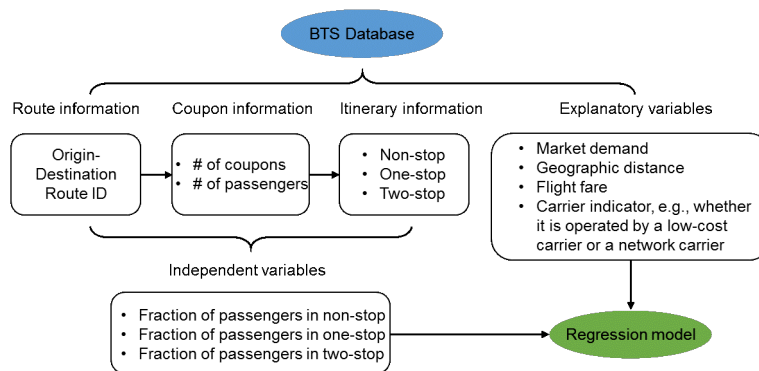 BTS Database
Route information
Coupon information
Itinerary information
Explanatory variables
Origin-
Destination
Route ID
• # of coupons
• # of passengers
• Non-stop
• One-stop
• Two-stop
• Market demand
• Geographic distance
• Flight fare
• Carrier indicator, e.g., whether
it is operated by a low-cost
carrier or a network carrier
Independent variables
• Fraction of passengers in non-stop
• Fraction of passengers in one-stop
• Fraction of passengers in two-stop
Regression model